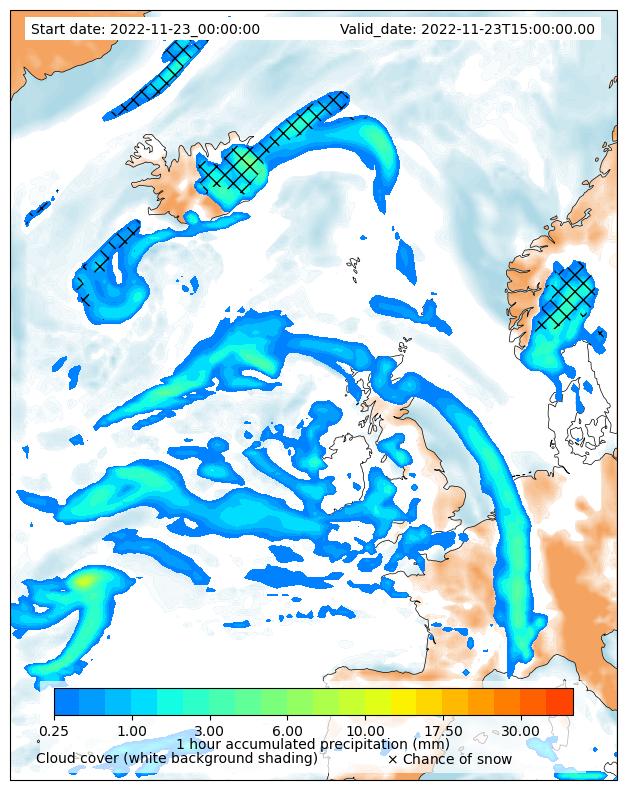 Start date: 2022-11-23_00:00:00 Valid_date: 2022-11-23T15:00:00.00
0.25 1.00 3.00 6.00 10.00 17.50 30.00
1 hour accumulated precipitation (mm)
Cloud cover (white background shading) × Chance of snow